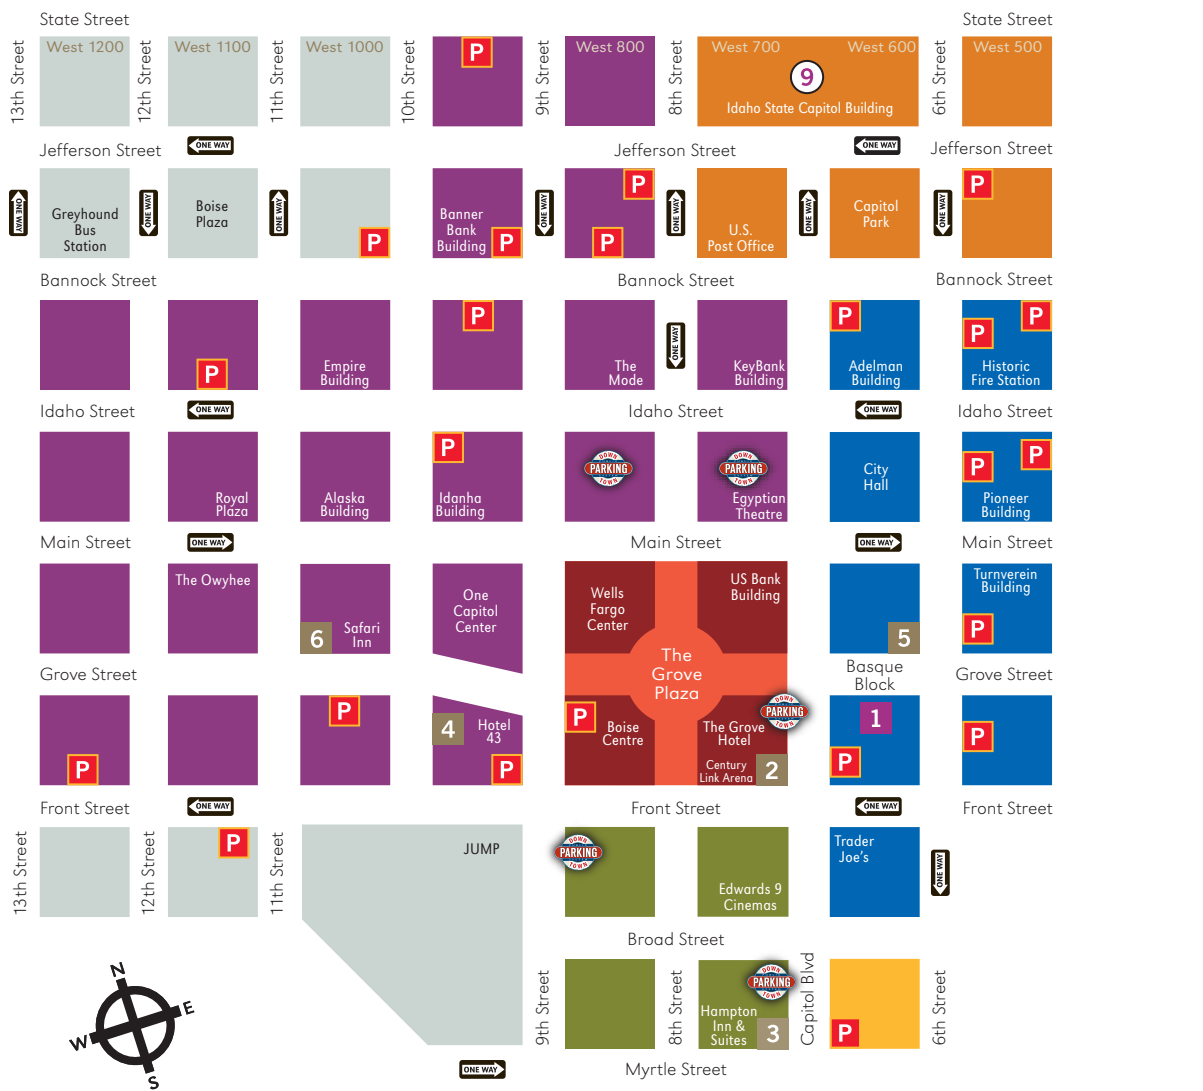 State Street
State Street
13th Street
West 1200
12th Street
West 1100
11th Street
West 1000
10th Street
P
9th Street
West 800
8th Street
West 700
West 600
9
Idaho State Capitol Building
6th Street
West 500
Jefferson Street
ONE WAY
Jefferson Street
ONE WAY
Jefferson Street
ONE WAY
Greyhound
Bus
Station
ONE WAY
Boise
Plaza
ONE WAY
P
Banner
Bank
Building
P
ONE WAY
P
P
ONE WAY
U.S.
Post Office
ONE WAY
Capitol
Park
ONE WAY
P
Bannock Street
Bannock Street
Bannock Street
P
Empire
Building
P
The
Mode
ONE WAY
KeyBank
Building
P
Adelman
Building
P
P
Historic
Fire Station
Idaho Street
ONE WAY
Idaho Street
ONE WAY
Idaho Street
Royal
Plaza
Alaska
Building
P
Idanha
Building
DOWN
PARKING
TOWN
DOWN
PARKING
TOWN
Egyptian
Theatre
City
Hall
P
P
Pioneer
Building
Main Street
ONE WAY
Main Street
ONE WAY
Main Street
The Owyhee
6
Safari
Inn
One
Capitol
Center
Wells
Fargo
Center
US Bank
Building
The
Grove
Plaza
5
Turnverein
Building
P
Grove Street
Basque
Block
Grove Street
P
P
4
Hotel
43
P
P
Boise
Centre
The Grove
Hotel
DOWN
PARKING
TOWN
Century
Link Arena
2
1
P
P
Front Street
ONE WAY
Front Street
ONE WAY
Front Street
13th Street
12th Street
P
11th Street
JUMP
DOWN
PARKING
TOWN
Edwards 9
Cinemas
Trader
Joe's
ONE WAY
Broad Street
N
E
W
S
9th Street
8th Street
DOWN
PARKING
TOWN
Hampton
Inn &
Suites
3
Capitol Blvd
P
6th Street
ONE WAY
Myrtle Street